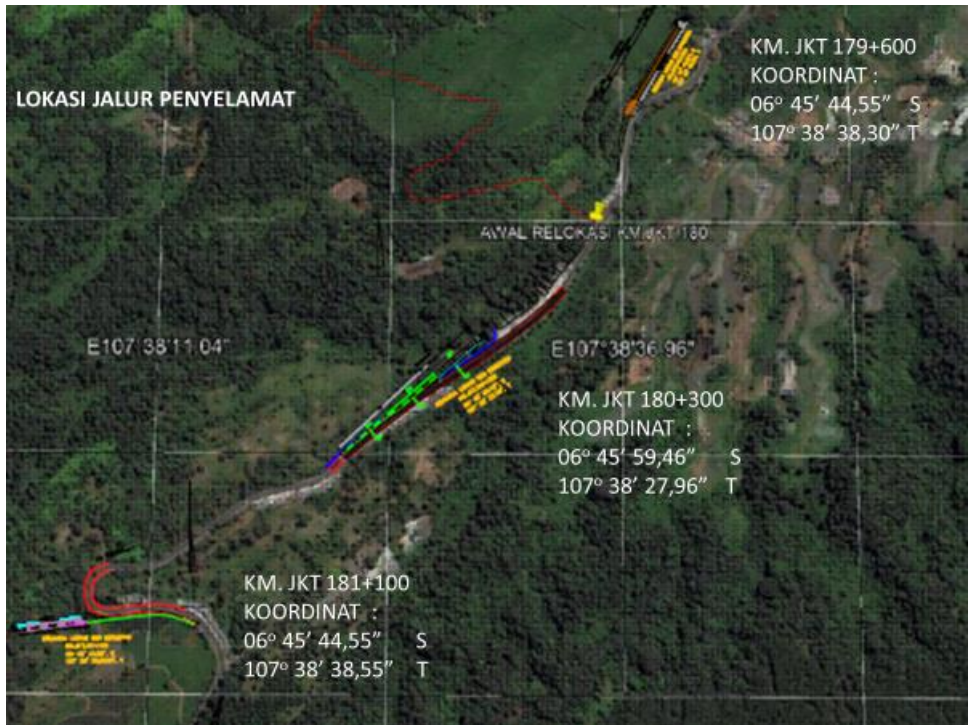 LOKASI JALUR PENYELAMAT
KM. JKT 179+600
KOORDINAT :
06° 45' 44,55" S
107° 38' 38,30" T
AWAL RELOKASI KM JKT 180
E107 38'11.04"
E107°38'36.96"
KM. JKT 180+300
KOORDINAT :
06° 45' 59,46" S
107° 38' 27,96" T
KM. JKT 181+100
KOORDINAT :
06° 45' 44,55" S
107° 38' 38,55" T